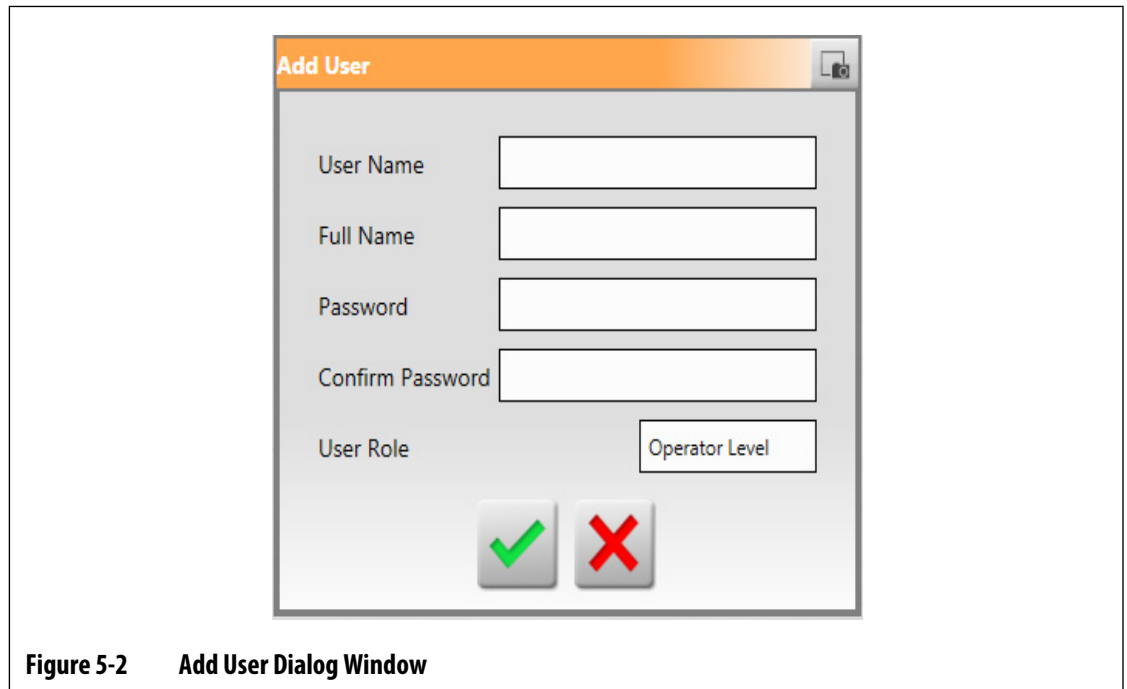 Add User
User Name
Full Name
Password
Confirm Password
User Role Operator Level
Figure 5-2 Add User Dialog Window